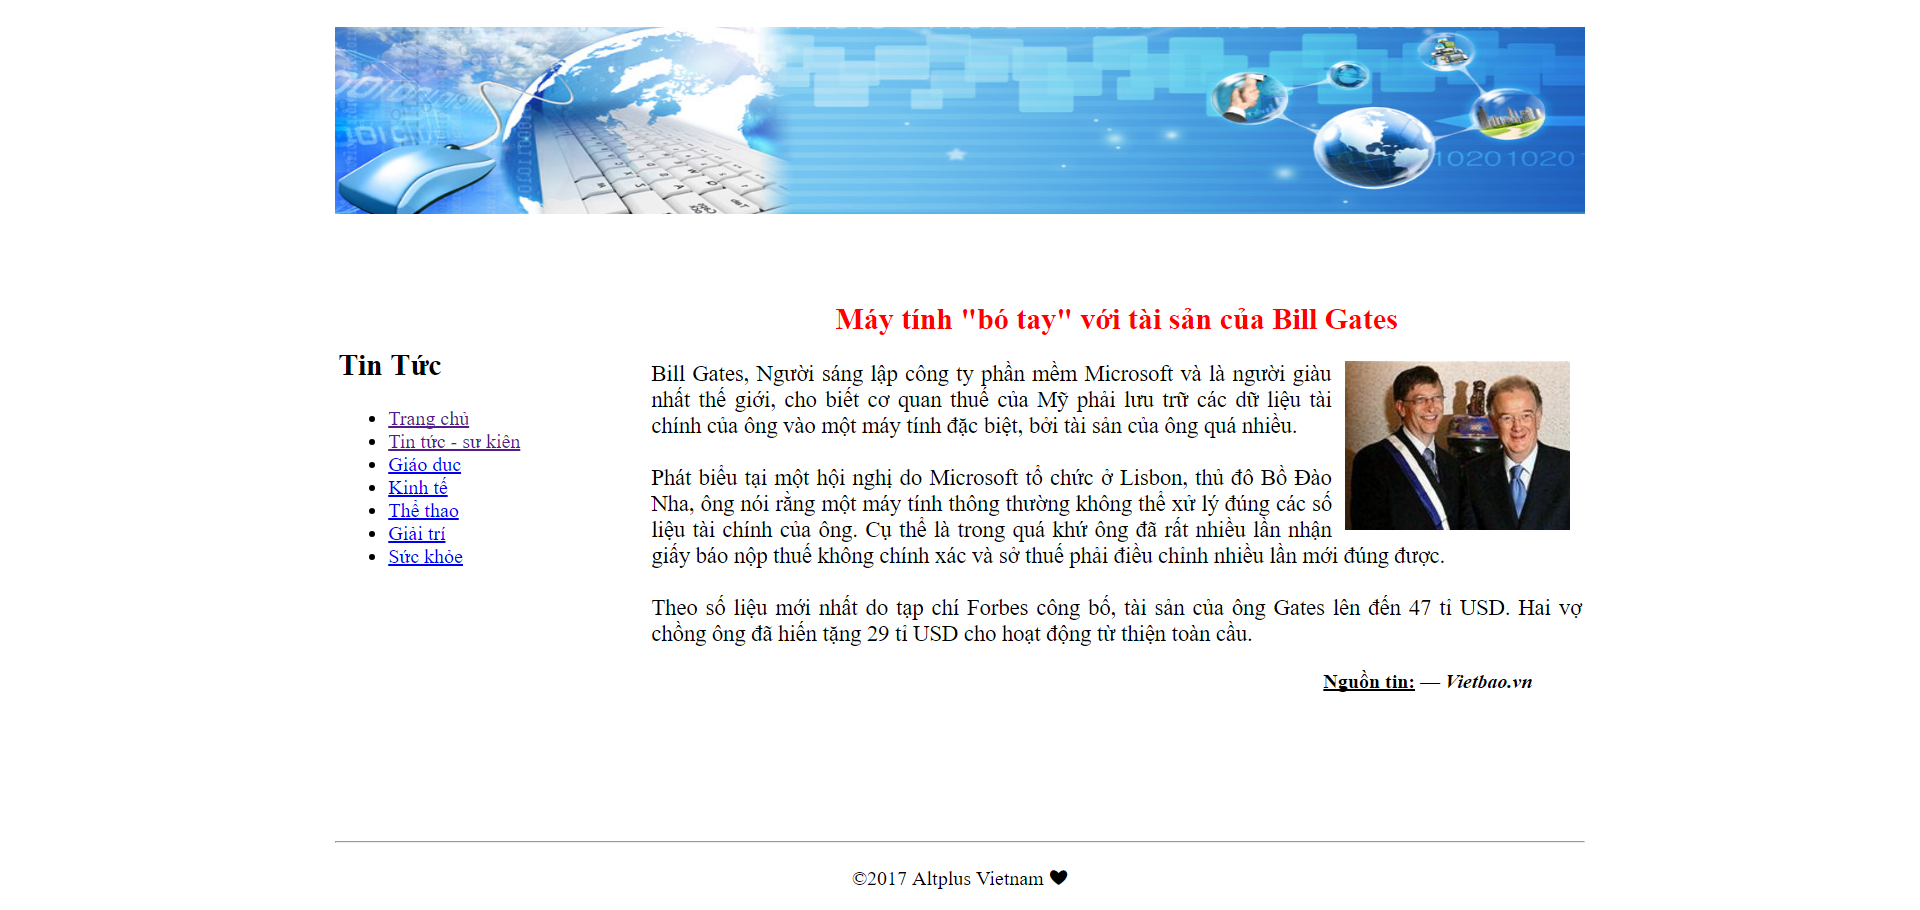 1020 1020
Máy tính "bó tay" với tài sản của Bill Gates
Tin Tức
Trang chủ
Tin tức - sự kiện
Giáo dục
Kinh tế
Thể thao
Giải trí
Sức khỏe
Bill Gates, Người sáng lập công ty phần mềm Microsoft và là người giàu
nhất thế giới, cho biết cơ quan thuế của Mỹ phải lưu trữ các dữ liệu tài
chính của ông vào một máy tính đặc biệt, bởi tài sản của ông quá nhiều.
Phát biểu tại một hội nghị do Microsoft tổ chức ở Lisbon, thủ đô Bồ Đào
Nha, ông nói rằng một máy tính thông thường không thể xử lý đúng các số
liệu tài chính của ông. Cụ thể là trong quá khứ ông đã rất nhiều lần nhận
giấy báo nộp thuế không chính xác và sở thuế phải điều chỉnh nhiều lần mới đúng được.
Theo số liệu mới nhất do tạp chí Forbes công bố, tài sản của ông Gates lên đến 47 tỉ USD. Hai vợ
chồng ông đã hiến tặng 29 tỉ USD cho hoạt động từ thiện toàn cầu.
Nguồn tin: — Vietbao.vn
©2017 Altplus Vietnam ♥